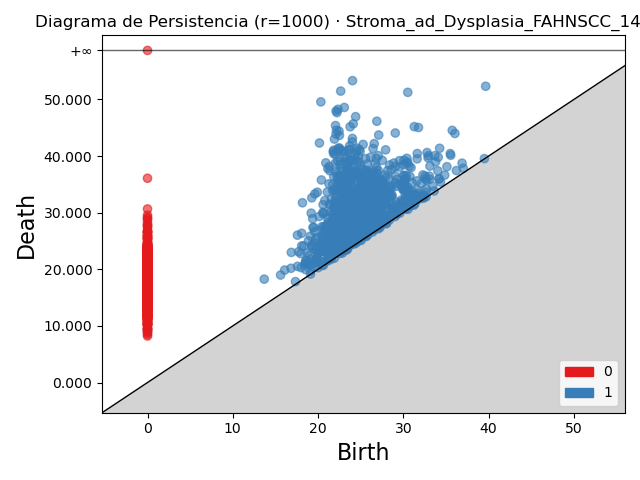 Diagrama de Persistencia (r=1000) · Stroma_ad_Dysplasia_FAHNSCC_14
+∞
50.000
40.000
30.000
20.000
10.000
0.000
Death
0
1
0 10 20 30 40 50
Birth